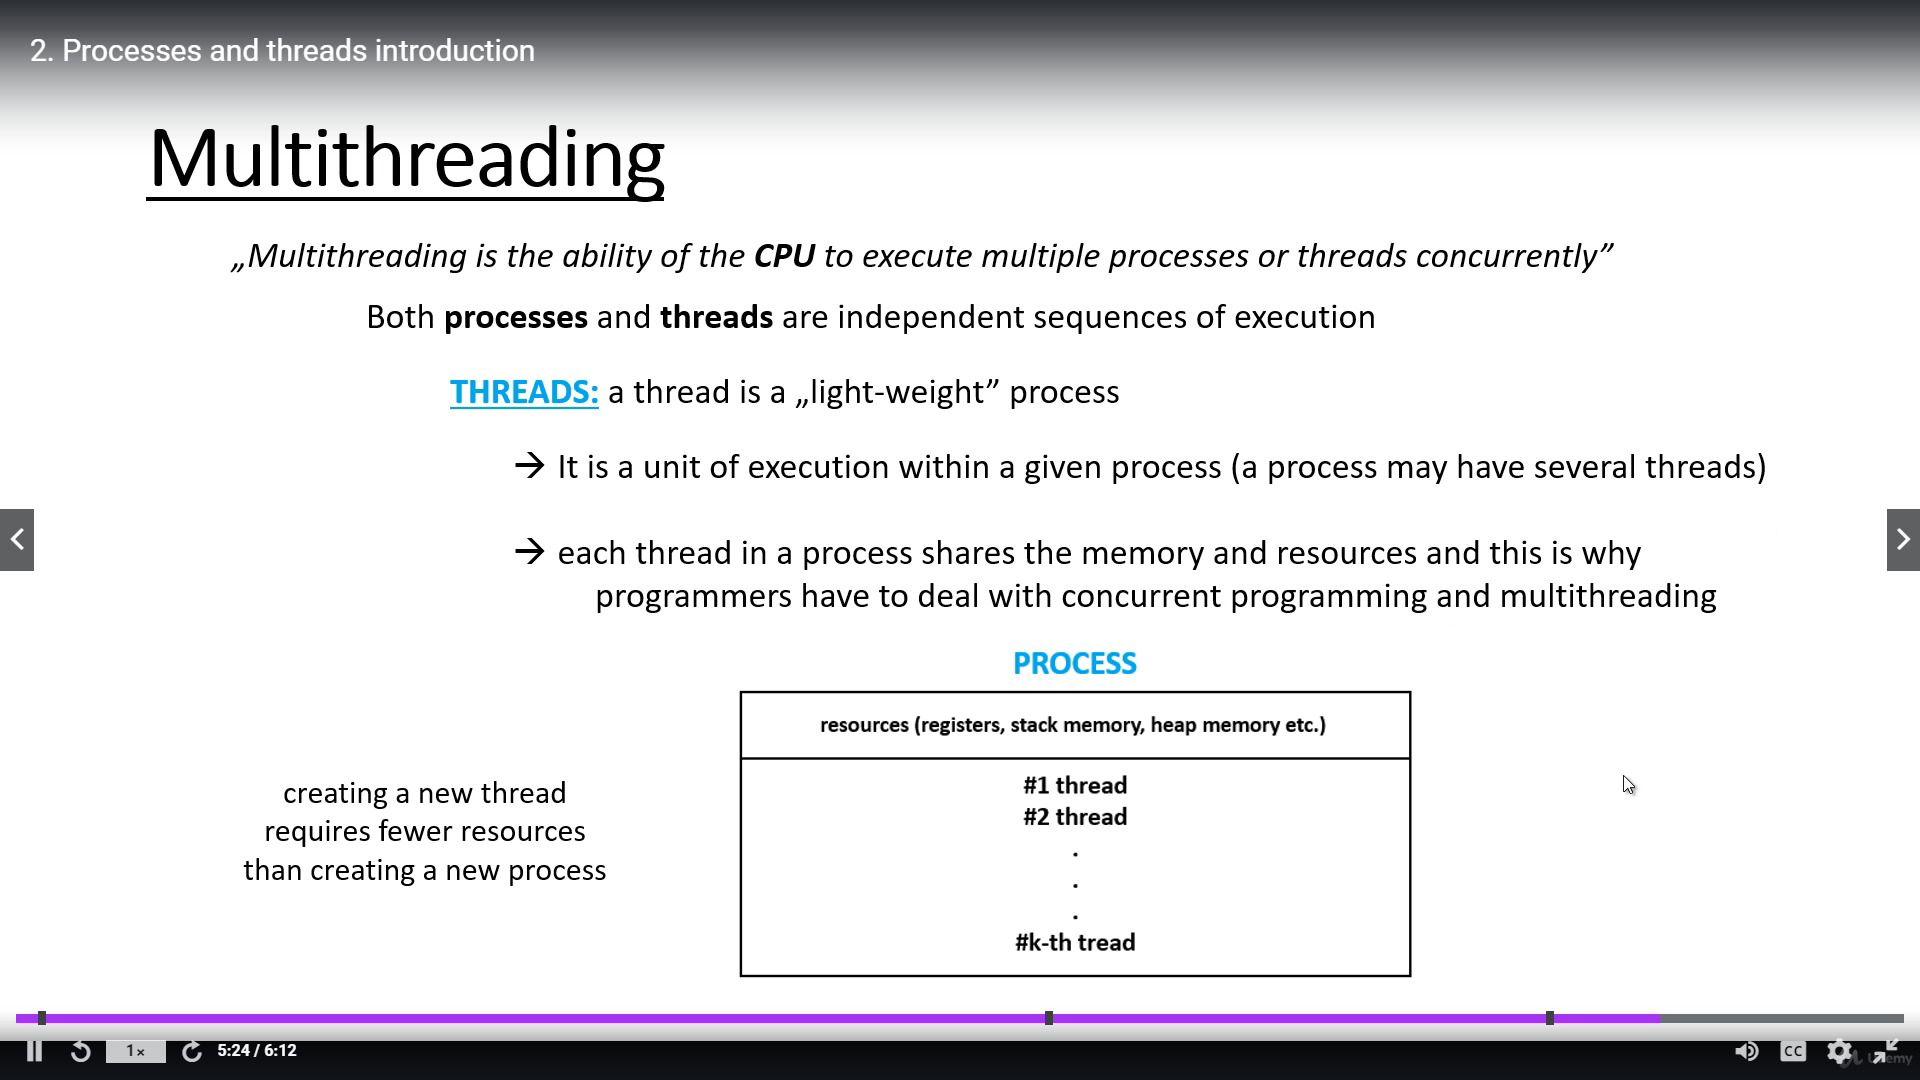 2. Processes and threads introduction
Multithreading
„Multithreading is the ability of the CPU to execute multiple processes or threads concurrently”
Both processes and threads are independent sequences of execution
THREADS: a thread is a „light-weight” process
→ It is a unit of execution within a given process (a process may have several threads)
→ each thread in a process shares the memory and resources and this is why
programmers have to deal with concurrent programming and multithreading
PROCESS
resources (registers, stack memory, heap memory etc.)
creating a new thread
requires fewer resources
than creating a new process
#1 thread
#2 thread
.
.
.
#k-th tread
1x
5:24 / 6:12
CC